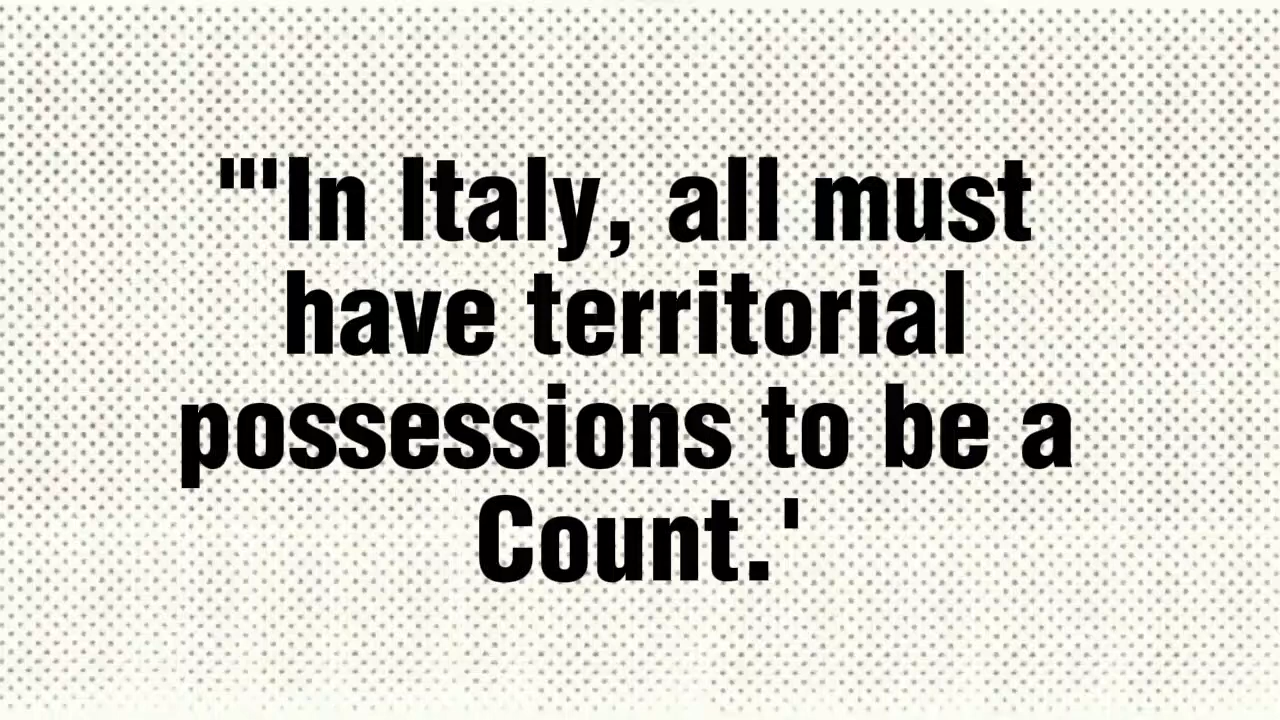 "'In Italy, all must
have territorial
possessions to be a
Count.'